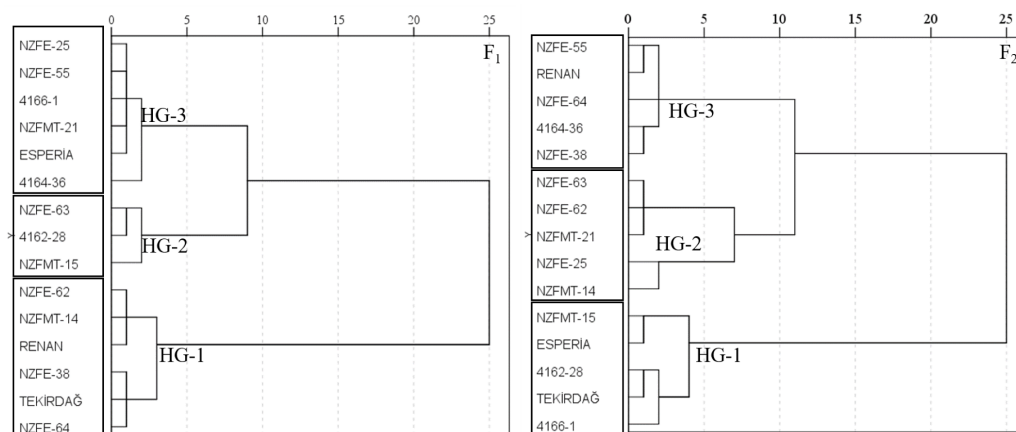 0 5 10 15 20 25
F1
NZFE-25
NZFE-55
4166-1
NZFMT-21
ESPERİA
4164-36
HG-3
NZFE-63
4162-28
NZFMT-15
HG-2
NZFE-62
NZFMT-14
RENAN
NZFE-38
TEKİRDAĞ
NZFE-64
HG-1
Y
0 5 10 15 20 25
F2
NZFE-55
RENAN
NZFE-64
4164-36
NZFE-38
HG-3
NZFE-63
NZFE-62
NZFMT-21
NZFE-25
NZFMT-14
HG-2
NZFMT-15
ESPERİA
4162-28
TEKİRDAĞ
4166-1
HG-1
Y